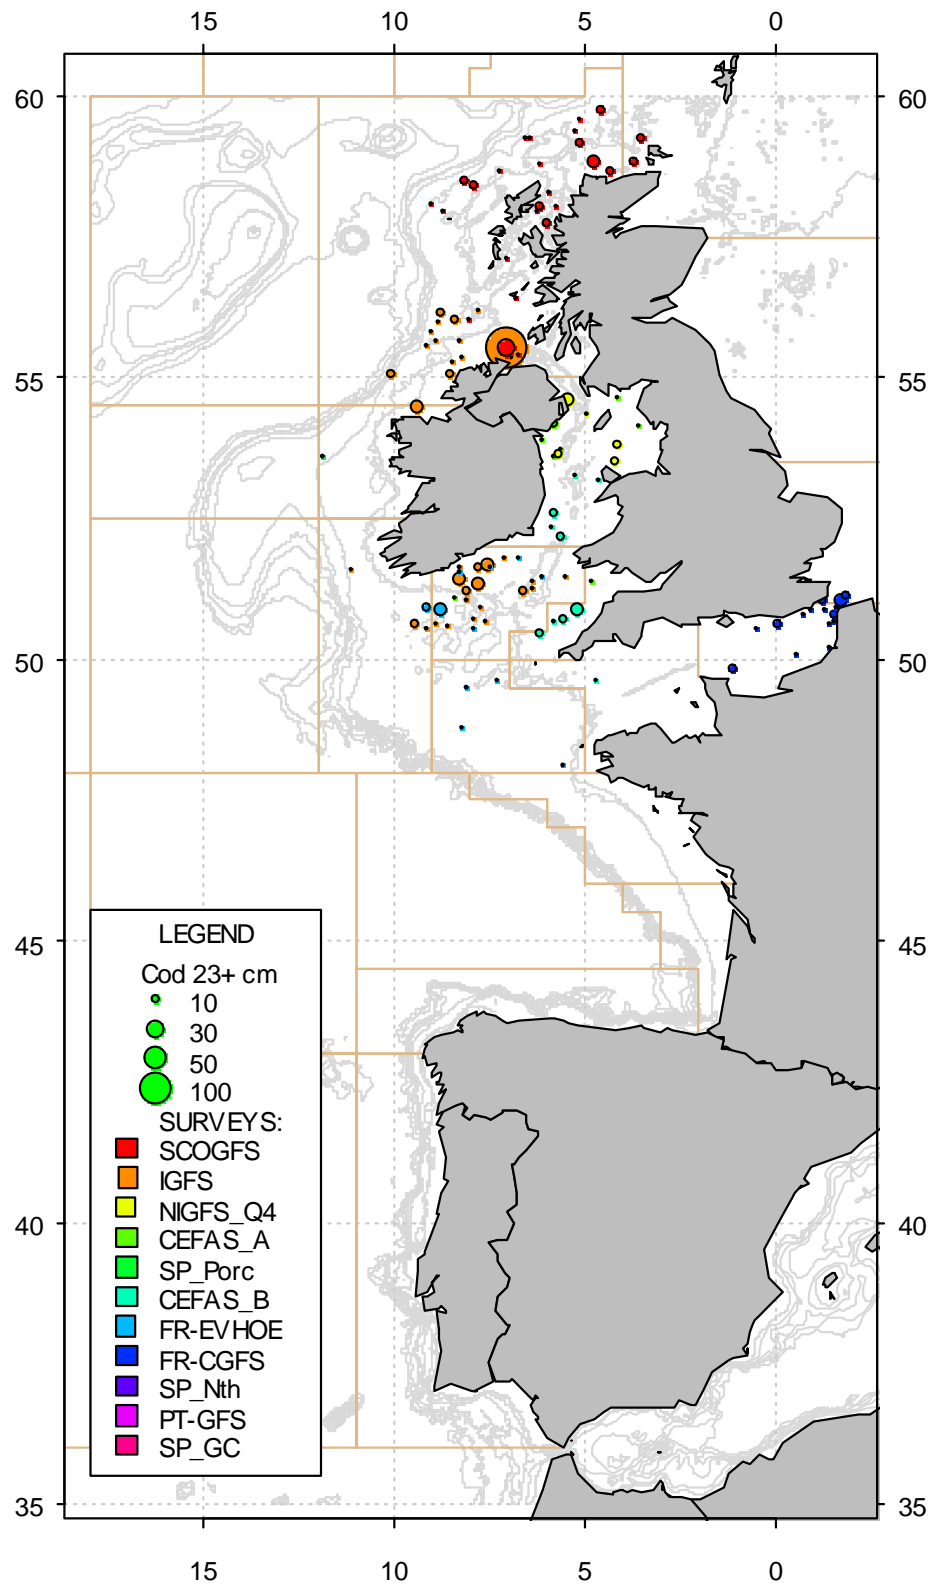 15 10 5 0
60 60
55 55
50 50
45 45
40 40
35 35
LEGEND
Cod 23+ cm
10
30
50
100
SURVEYS:
SCOGFS
IGFS
NIGFS_Q4
CEFAS_A
SP_Porc
CEFAS_B
FR-EVHOE
FR-CGFS
SP_Nth
PT-GFS
SP_GC
15 10 5 0